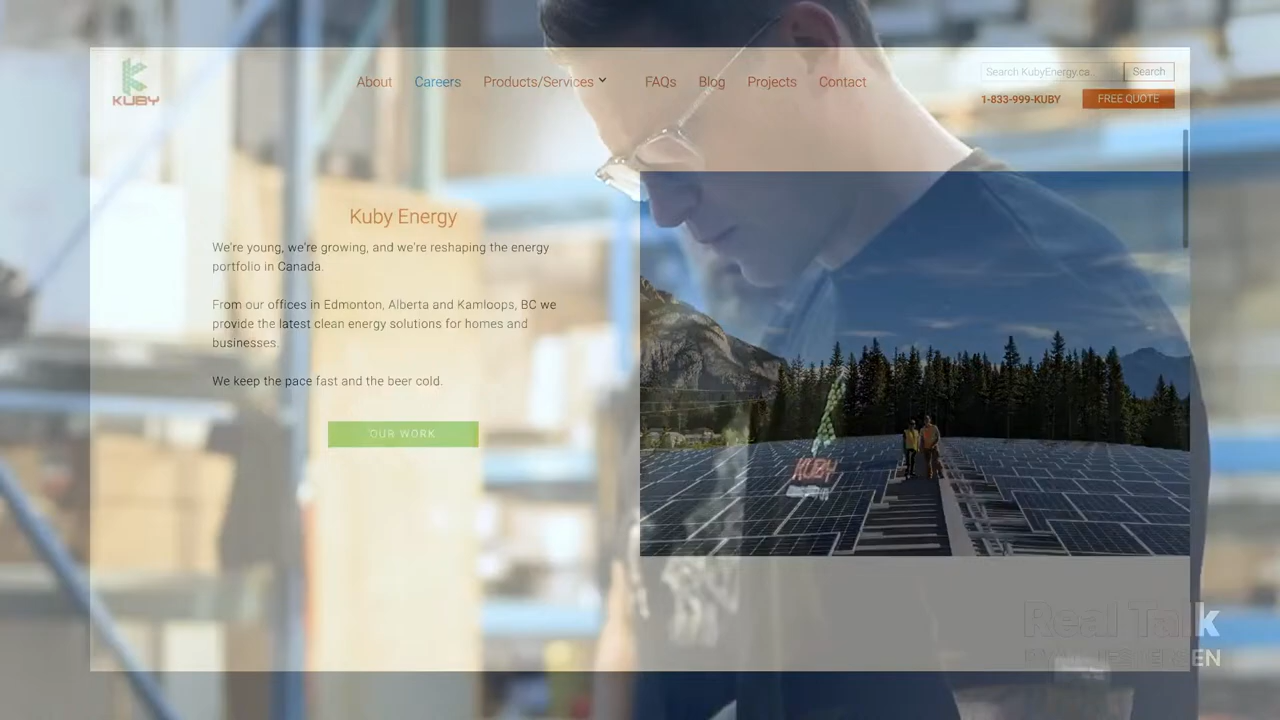 KUBY
About Careers Products/Services FAQs Blog Projects Contact
Search KubyEnergy.ca...
Search
1-833-999-KUBY
FREE QUOTE
Kuby Energy
We're young, we're growing, and we're reshaping the energy
portfolio in Canada.
From our offices in Edmonton, Alberta and Kamloops, BC we
provide the latest clean energy solutions for homes and
businesses.
We keep the pace fast and the beer cold.
OUR WORK
KUBY
Real Talk